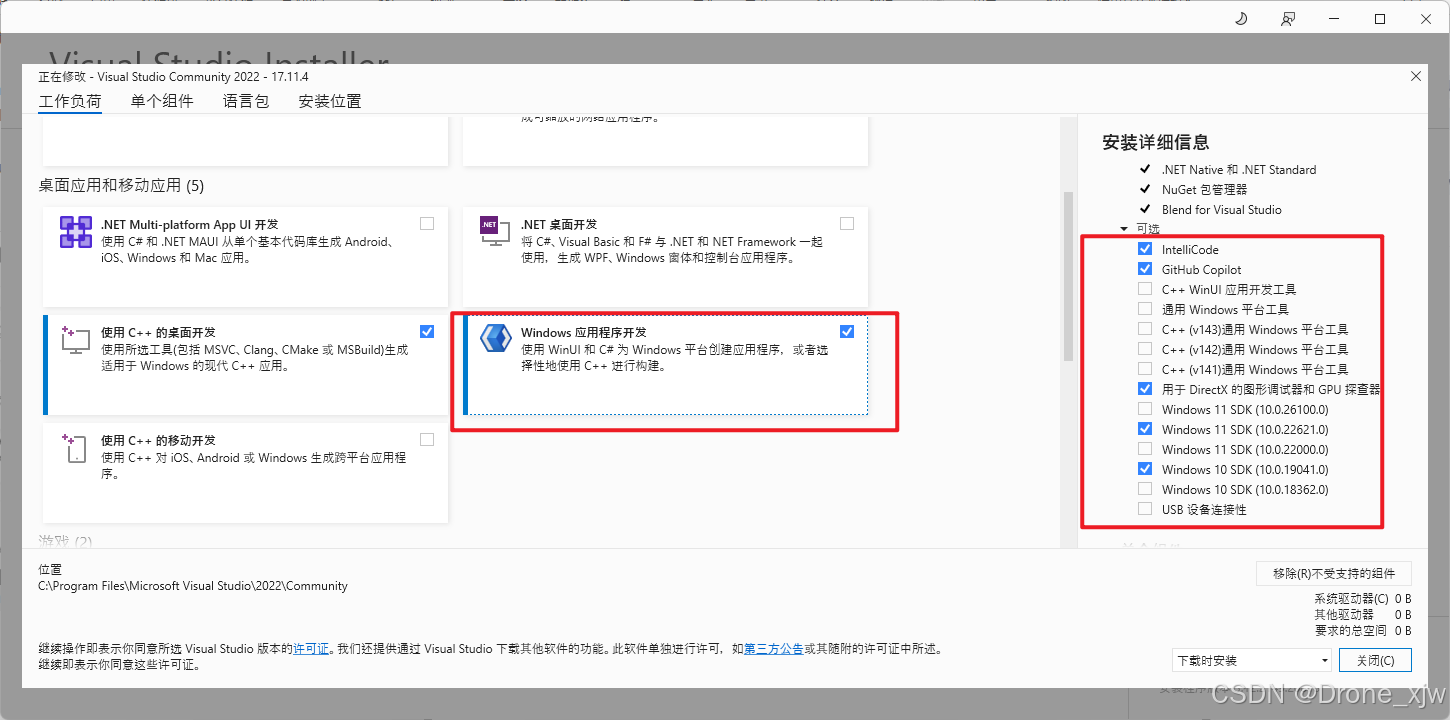 Visual Studio Installer
正在修改 - Visual Studio Community 2022 - 17.11.4
工作负荷 单个组件 语言包 安装位置
成可缩放的网络应用程序。
桌面应用和移动应用 (5)
.NET Multi-platform App UI 开发
使用 C# 和 .NET MAUI 从单个基本代码库生成 Android、
iOS、Windows 和 Mac 应用。
.NET
.NET 桌面开发
将 C#、Visual Basic 和 F# 与 .NET 和 NET Framework 一起
使用，生成 WPF、Windows 窗体和控制台应用程序。
使用 C++ 的桌面开发
使用所选工具(包括 MSVC、Clang、CMake 或 MSBuild)生成
适用于 Windows 的现代 C++ 应用。
Windows 应用程序开发
使用 WinUI 和 C# 为 Windows 平台创建应用程序，或者选
择性地使用 C++ 进行构建。
使用 C++ 的移动开发
使用 C++ 对 iOS、Android 或 Windows 生成跨平台应用程
序。
游戏 (2)
安装详细信息
.NET Native 和 .NET Standard
NuGet 包管理器
Blend for Visual Studio
可选
IntelliCode
GitHub Copilot
C++ WinUI 应用开发工具
通用 Windows 平台工具
C++ (v143)通用 Windows 平台工具
C++ (v142)通用 Windows 平台工具
C++ (v141)通用 Windows 平台工具
用于 DirectX 的图形调试器和 GPU 探查器
Windows 11 SDK (10.0.26100.0)
Windows 11 SDK (10.0.22621.0)
Windows 11 SDK (10.0.22000.0)
Windows 10 SDK (10.0.19041.0)
Windows 10 SDK (10.0.18362.0)
USB 设备连接性
位置
C:\Program Files\Microsoft Visual Studio\2022\Community
移除(R)不受支持的组件
系统驱动器(C) 0 B
其他驱动器 0 B
要求的总空间 0 B
继续操作即表示你同意所选 Visual Studio 版本的许可证。我们还提供通过 Visual Studio 下载其他软件的功能。此软件单独进行许可，如第三方公告或其随附的许可证中所述。
继续即表示你同意这些许可证。
下载时安装
关闭(C)
CSDN @Drone_xjw